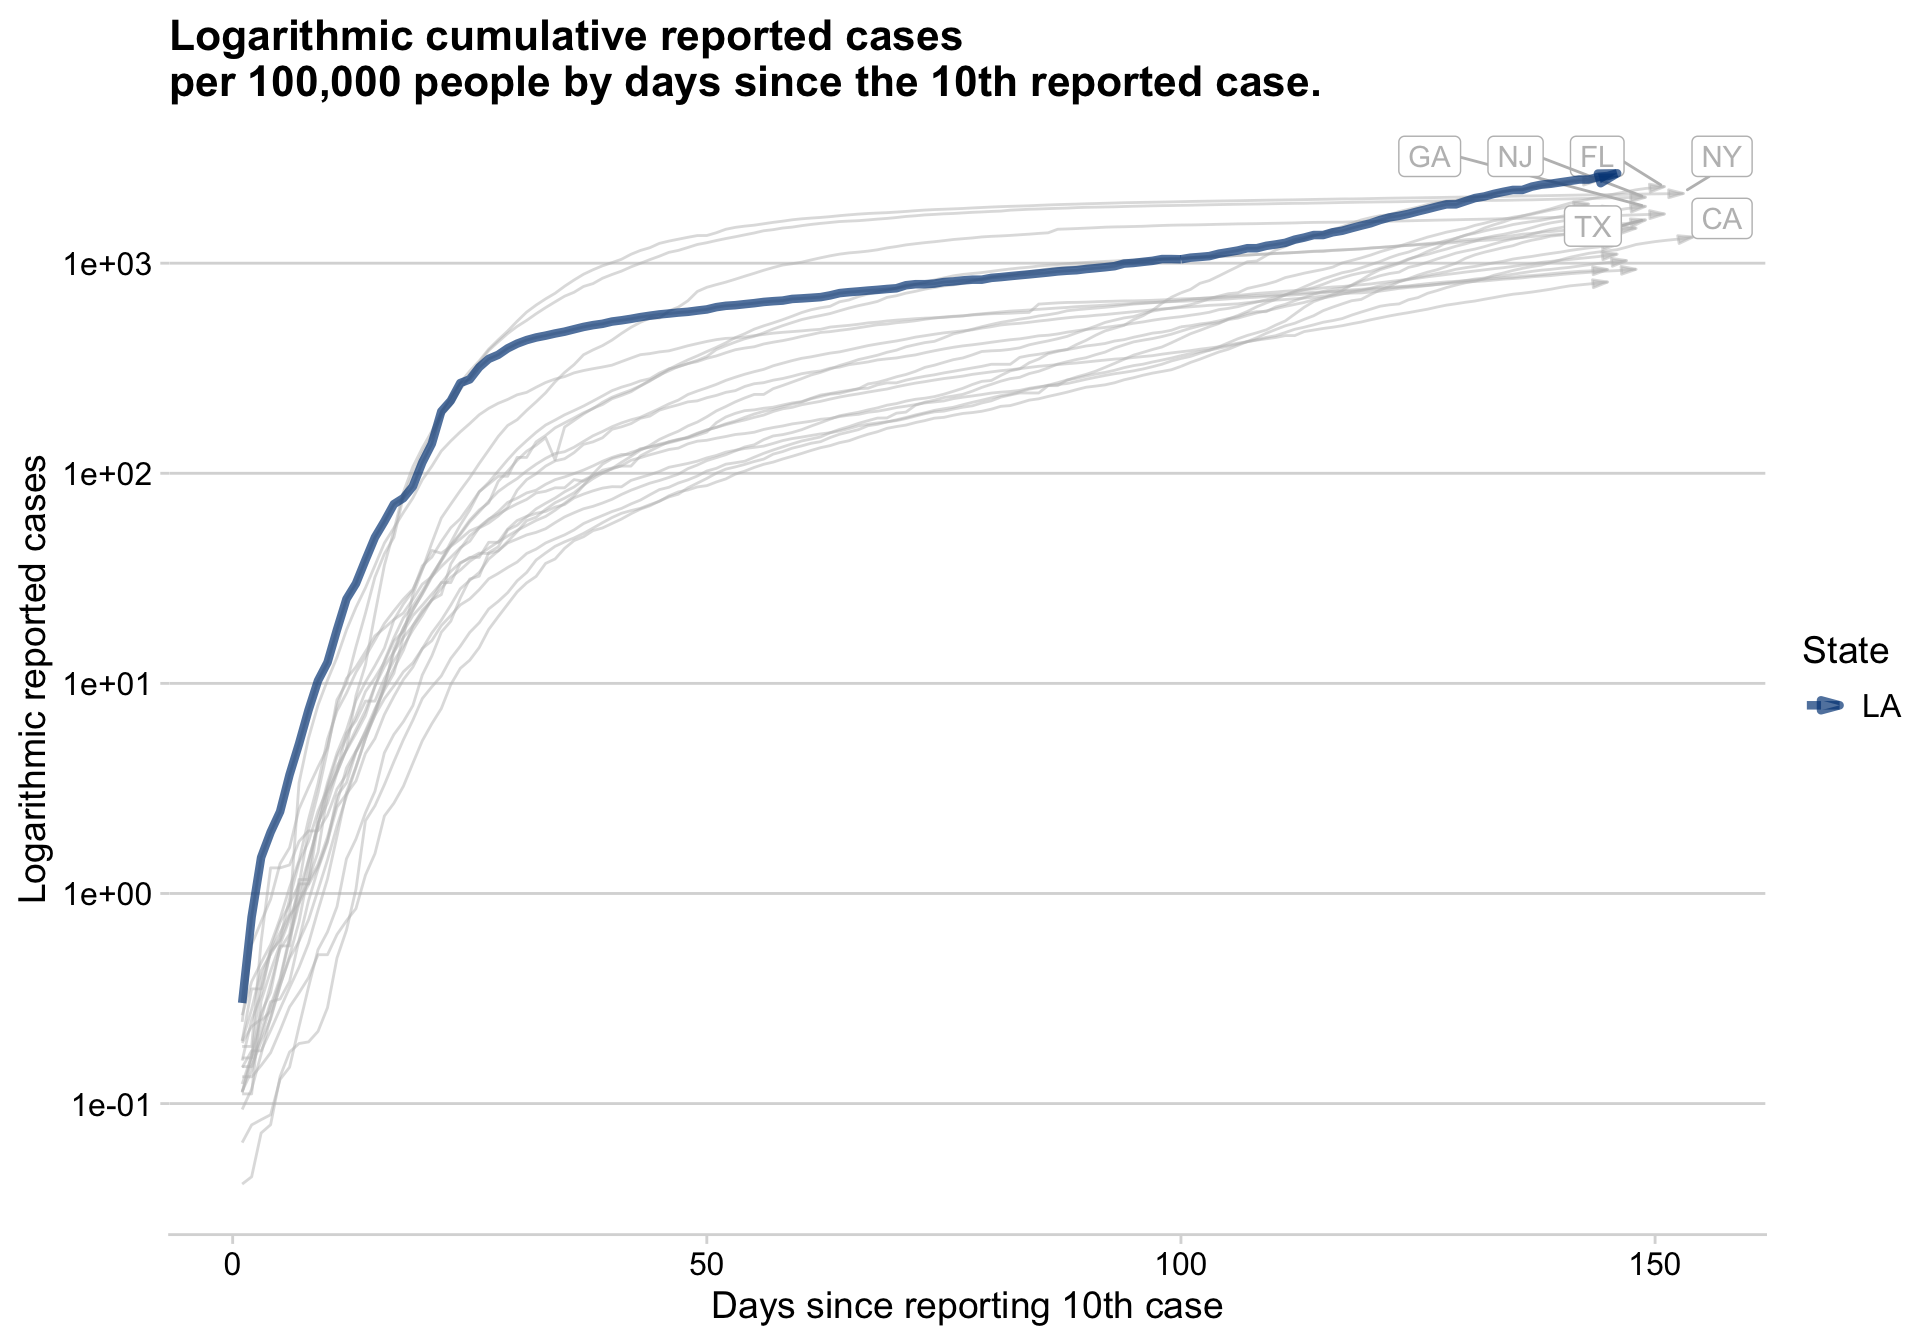 Logarithmic cumulative reported cases
per 100,000 people by days since the 10th reported case.
GA
NJ
FL
NY
TX
CA
1e+03
1e+02
1e+01
1e+00
1e-01
Logarithmic reported cases
State
LA
0
50
100
150
Days since reporting 10th case